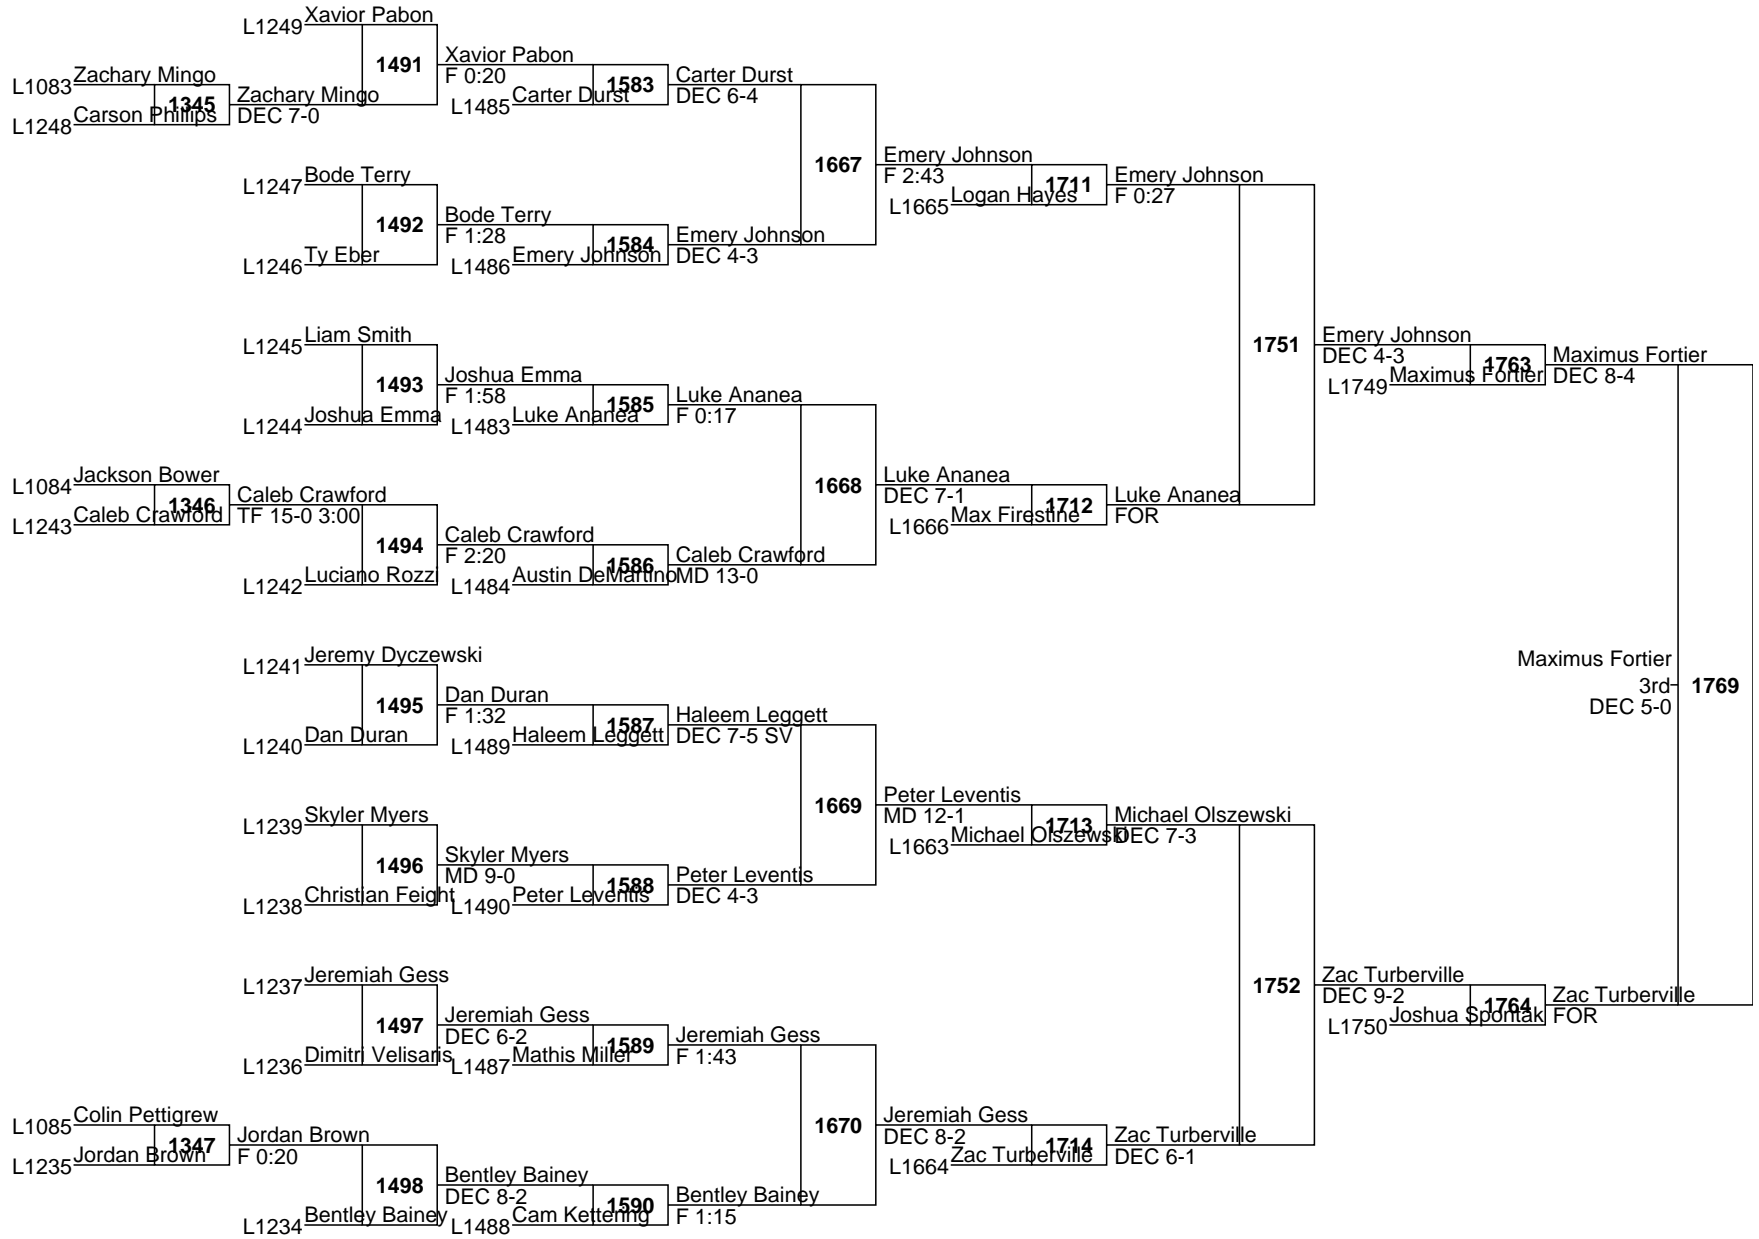 L1249 Xavior Pabon
1491
Xavior Pabon
F 0:20
L1083 Zachary Mingo
1345
L1248 Carson Phillips
Zachary Mingo
DEC 7-0
1583
L1485 Carter Durst
Carter Durst
DEC 6-4
1667
Emery Johnson
F 2:43
L1247 Bode Terry
1492
L1246 Ty Eber
Bode Terry
F 1:28
1584
L1486 Emery Johnson
Emery Johnson
DEC 4-3
1711
L1665 Logan Hayes
Emery Johnson
F 0:27
1751
Emery Johnson
DEC 4-3
L1245 Liam Smith
1493
L1244 Joshua Emma
Joshua Emma
F 1:58
1585
L1483 Luke Ananea
Luke Ananea
F 0:17
1668
Luke Ananea
DEC 7-1
L1084 Jackson Bower
1346
L1243 Caleb Crawford
Caleb Crawford
TF 15-0 3:00
1494
L1242 Luciano Rozzi
Caleb Crawford
F 2:20
1586
L1484 Austin DeMartino
Caleb Crawford
MD 13-0
1712
L1666 Max Firestine
Luke Ananea
FOR
1763
L1749 Maximus Fortier
Maximus Fortier
DEC 8-4
Maximus Fortier
3rd
DEC 5-0
1769
L1241 Jeremy Dyczewski
1495
L1240 Dan Duran
Dan Duran
F 1:32
1587
L1489 Haleem Leggett
Haleem Leggett
DEC 7-5 SV
1669
Peter Leventis
MD 12-1
L1239 Skyler Myers
1496
L1238 Christian Feight
Skyler Myers
MD 9-0
1588
L1490 Peter Leventis
Peter Leventis
DEC 4-3
1713
L1663 Michael Olszewski
Michael Olszewski
DEC 7-3
1752
Zac Turberville
DEC 9-2
L1237 Jeremiah Gess
1497
L1236 Dimitri Velisaris
Jeremiah Gess
DEC 6-2
1589
L1487 Mathis Miller
Jeremiah Gess
F 1:43
1670
Jeremiah Gess
DEC 8-2
L1085 Colin Pettigrew
1347
L1235 Jordan Brown
Jordan Brown
F 0:20
1498
L1234 Bentley Bainey
Bentley Bainey
DEC 8-2
1590
L1488 Cam Kettering
Bentley Bainey
F 1:15
1714
L1664 Zac Turberville
Zac Turberville
DEC 6-1
1764
L1750 Joshua Spontak
Zac Turberville
FOR